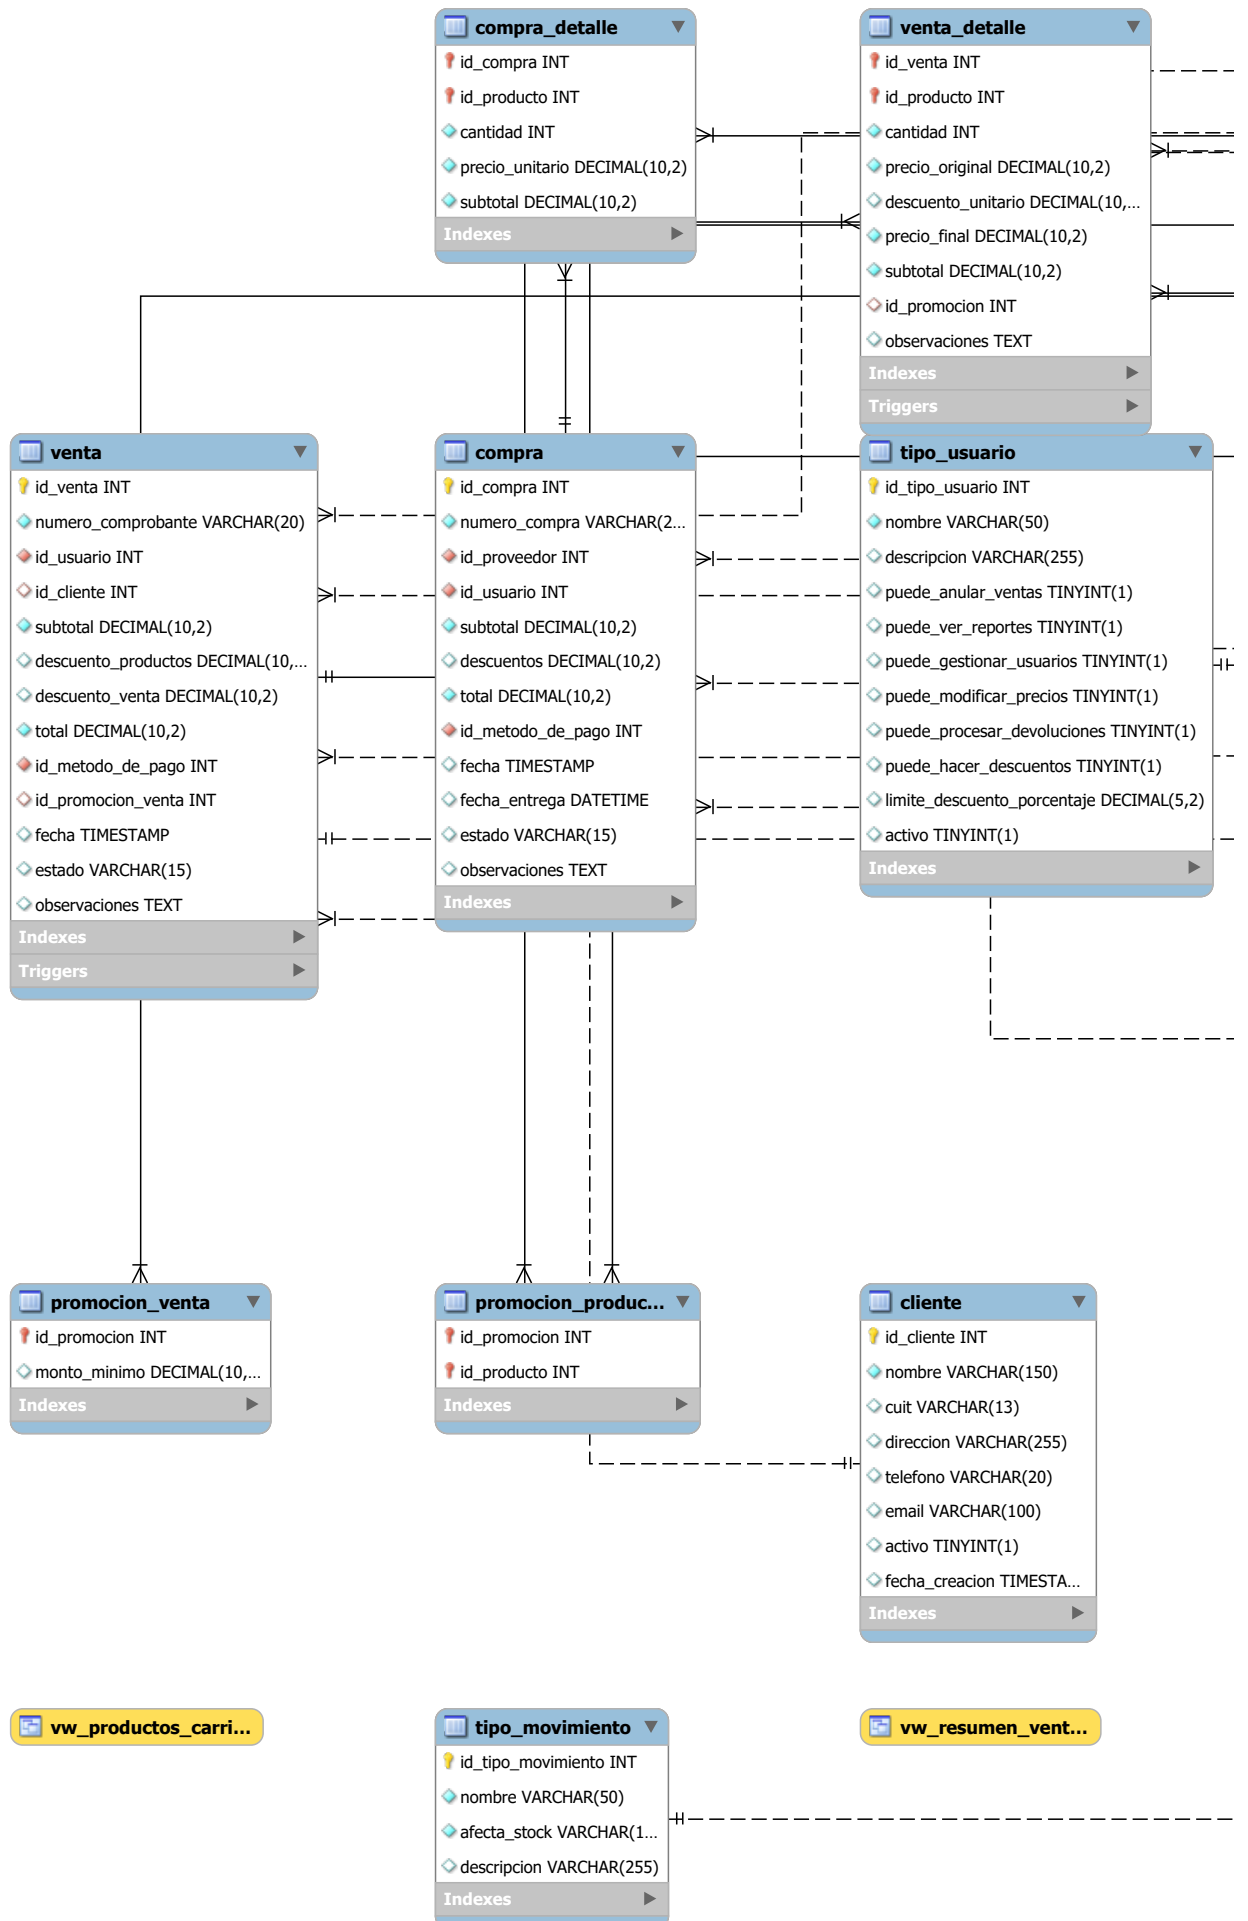 compra_detalle
id_compra INT
id_producto INT
cantidad INT
precio_unitario DECIMAL(10,2)
subtotal DECIMAL(10,2)
Indexes
venta_detalle
id_venta INT
id_producto INT
cantidad INT
precio_original DECIMAL(10,2)
descuento_unitario DECIMAL(10,...
precio_final DECIMAL(10,2)
subtotal DECIMAL(10,2)
id_promocion INT
observaciones TEXT
Indexes
Triggers
venta
id_venta INT
numero_comprobante VARCHAR(20)
id_usuario INT
id_cliente INT
subtotal DECIMAL(10,2)
descuento_productos DECIMAL(10,...
descuento_venta DECIMAL(10,2)
total DECIMAL(10,2)
id_metodo_de_pago INT
id_promocion_venta INT
fecha TIMESTAMP
estado VARCHAR(15)
observaciones TEXT
Indexes
Triggers
compra
id_compra INT
numero_compra VARCHAR(2...
id_proveedor INT
id_usuario INT
subtotal DECIMAL(10,2)
descuentos DECIMAL(10,2)
total DECIMAL(10,2)
id_metodo_de_pago INT
fecha TIMESTAMP
fecha_entrega DATETIME
estado VARCHAR(15)
observaciones TEXT
Indexes
tipo_usuario
id_tipo_usuario INT
nombre VARCHAR(50)
descripcion VARCHAR(255)
puede_anular_ventas TINYINT(1)
puede_ver_reportes TINYINT(1)
puede_gestionar_usuarios TINYINT(1)
puede_modificar_precios TINYINT(1)
puede_procesar_devoluciones TINYINT(1)
puede_hacer_descuentos TINYINT(1)
limite_descuento_porcentaje DECIMAL(5,2)
activo TINYINT(1)
Indexes
promocion_venta
id_promocion INT
monto_minimo DECIMAL(10,...
Indexes
promocion_produc...
id_promocion INT
id_producto INT
Indexes
cliente
id_cliente INT
nombre VARCHAR(150)
cuit VARCHAR(13)
direccion VARCHAR(255)
telefono VARCHAR(20)
email VARCHAR(100)
activo TINYINT(1)
fecha_creacion TIMESTA...
Indexes
vw_productos_carri...
tipo_movimiento
id_tipo_movimiento INT
nombre VARCHAR(50)
afecta_stock VARCHAR(1...
descripcion VARCHAR(255)
Indexes
vw_resumen_vent...